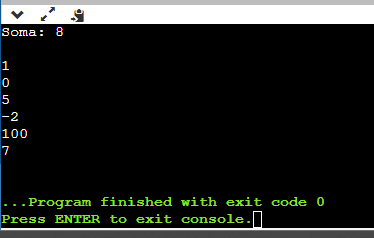 Soma: 8
1
0
5
-2
100
7
...Program finished with exit code 0
Press ENTER to exit console.